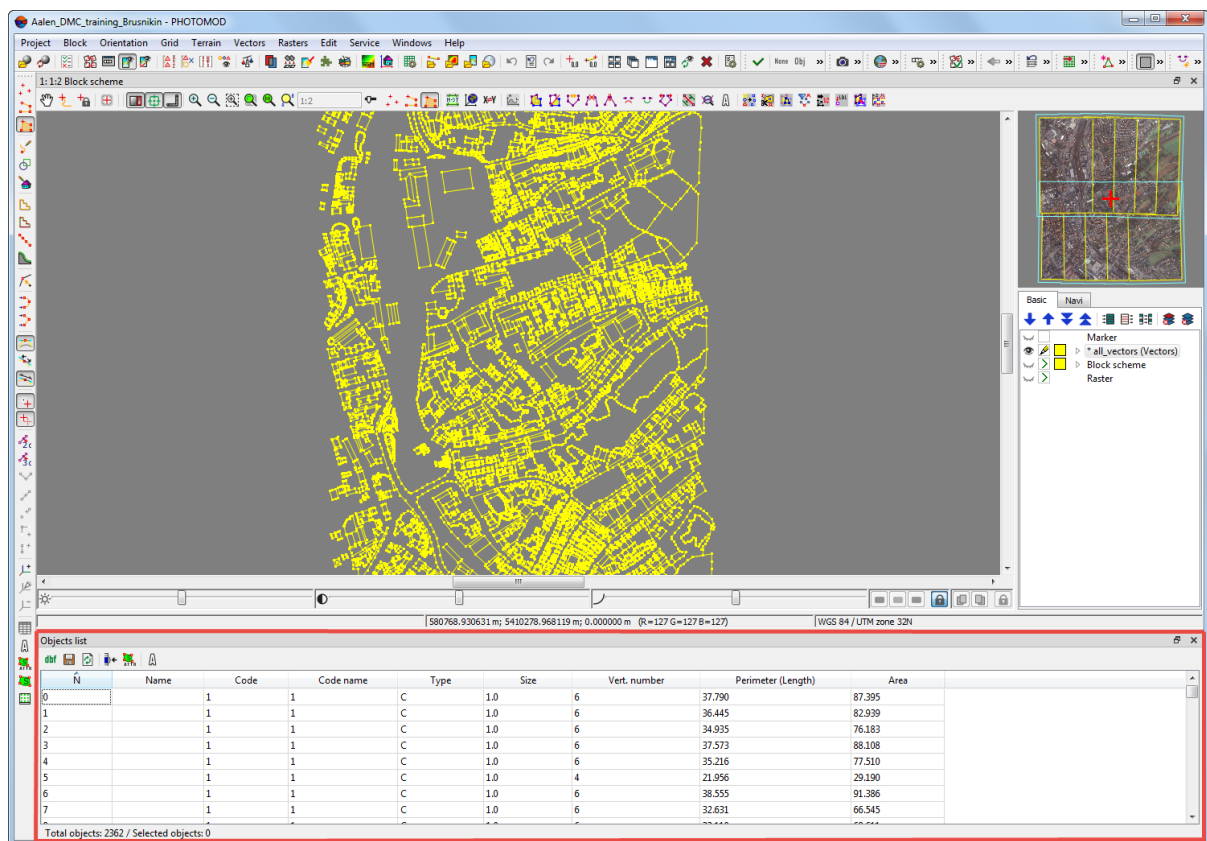 Aalen_DMC_training_Brusnikin - PHOTOMOD
Project Block Orientation Grid Terrain Vectors Rasters Edit Service Windows Help
None Obj
1: 1:2 Block scheme
1:2
X=Y
Basic Navi
Marker
* all_vectors (Vectors)
Block scheme
Raster
2c
3c
580768.930631 m; 5410278.968119 m; 0.000000 m (R=127 G=127 B=127) WGS 84 / UTM zone 32N
Objects list
dbf ATTR
N Name Code Code name Type Size Vert. number Perimeter (Length) Area
0 1 1 C 1.0 6 37.790 87.395
1 1 1 C 1.0 6 36.445 82.939
2 1 1 C 1.0 6 34.935 76.183
3 1 1 C 1.0 6 37.573 88.108
4 1 1 C 1.0 6 35.216 77.510
5 1 1 C 1.0 4 21.956 29.190
6 1 1 C 1.0 6 38.555 91.386
7 1 1 C 1.0 6 32.631 66.545
Total objects: 2362 / Selected objects: 0